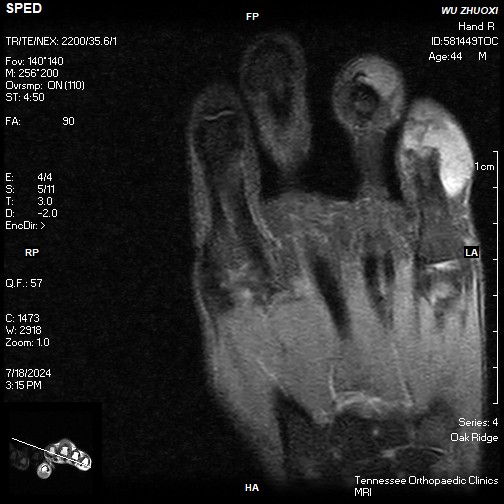 SPED
FP
WU ZHUOXI
Hand R
TR/TE/NEX: 2200/35.6/1
ID:581449TOC
Age:44 M
Fov: 140*140
M: 256*200
Ovrsmp: ON (110)
ST: 4:50
FA: 90
1cm
E: 4/4
S: 5/11
T: 3.0
D: -2.0
EncDir: >
RP
LA
Q.F.: 57
C: 1473
W: 2918
Zoom: 1.0
7/18/2024
3:15 PM
Series: 4
Oak Ridge
Tennessee Orthopaedic Clinics
MRI
HA